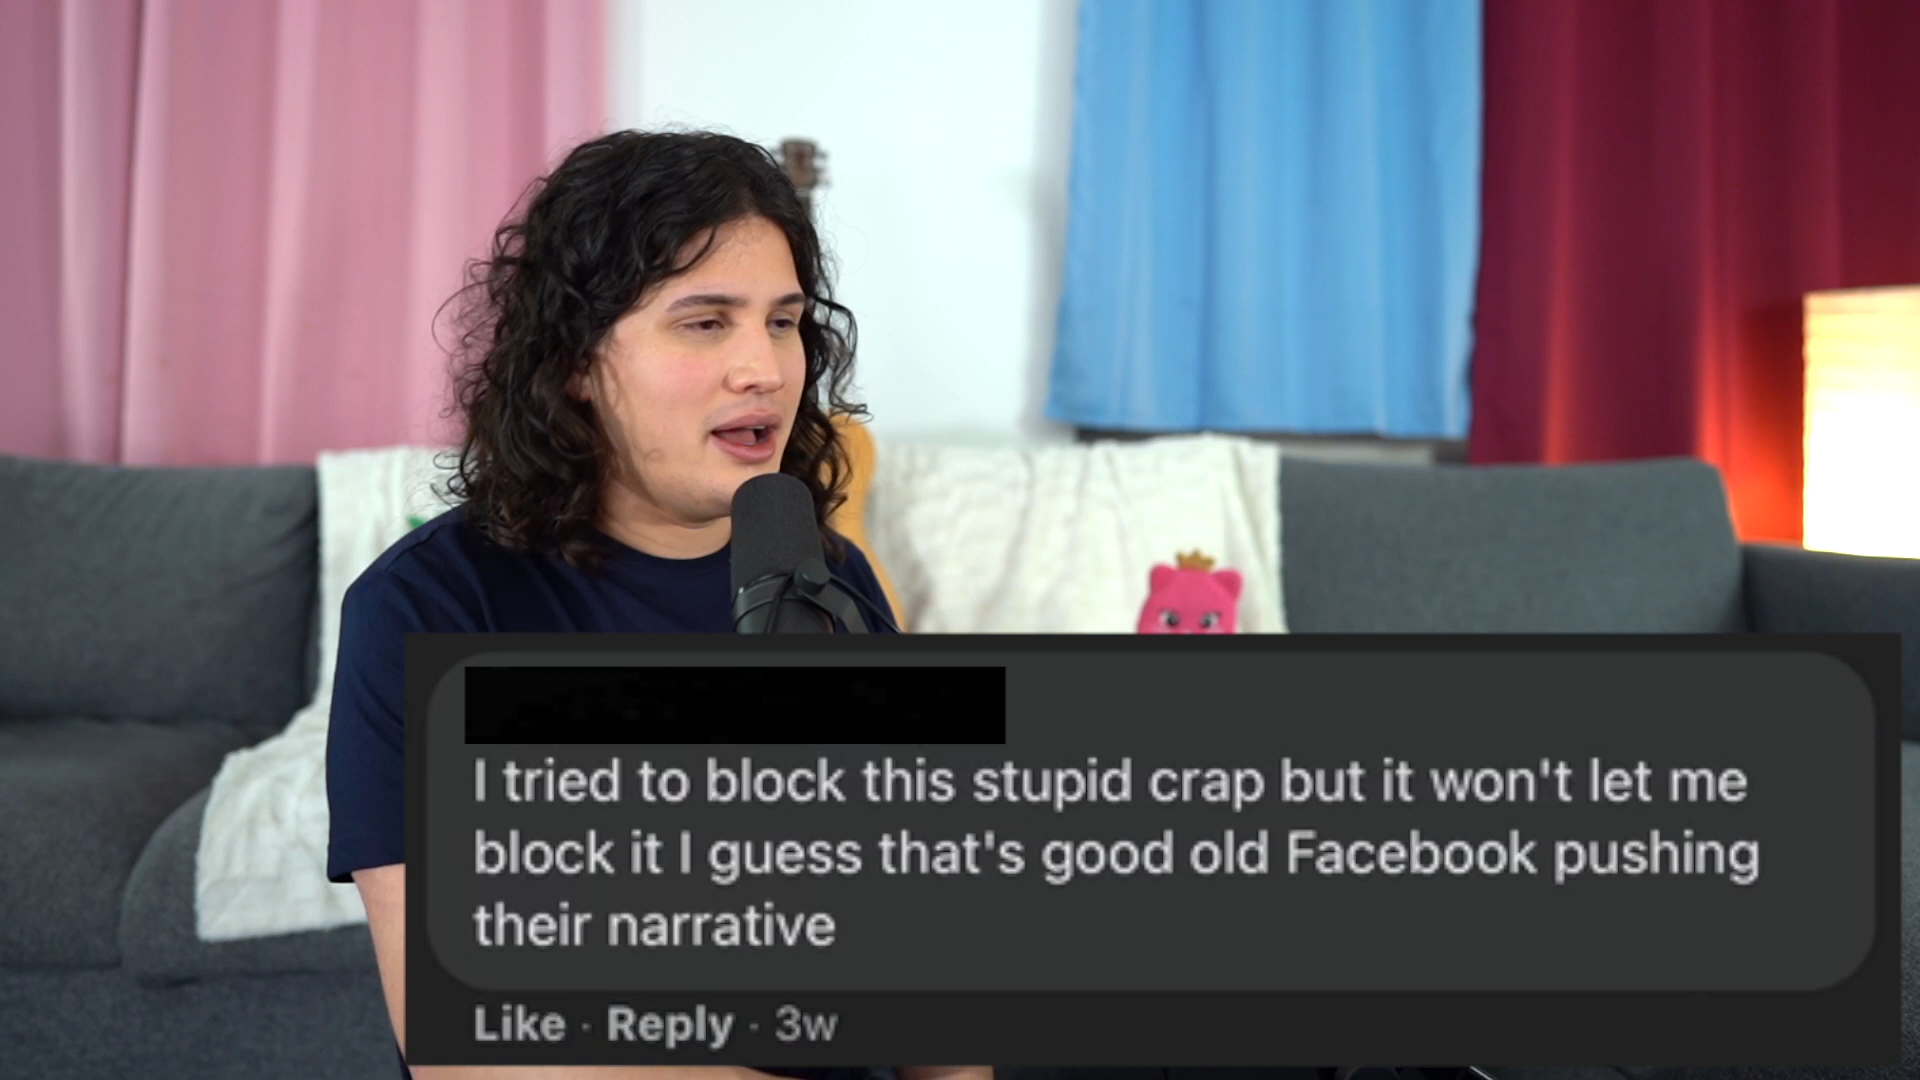 I tried to block this stupid crap but it won't let me
block it I guess that's good old Facebook pushing
their narrative
Like · Reply · 3w